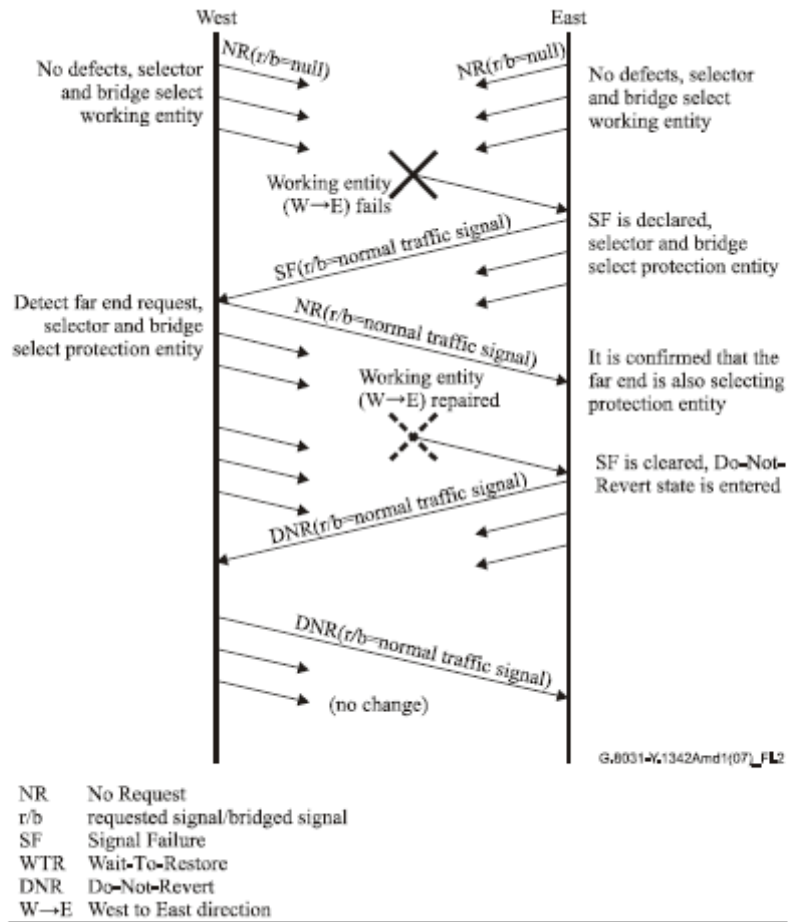 West
East
NR(r/b=null)
NR(r/b=null)
No defects, selector
and bridge select
working entity
No defects, selector
and bridge select
working entity
Working entity
(W→E) fails
SF is declared,
selector and bridge
select protection entity
SF(r/b=normal traffic signal)
Detect far end request,
selector and bridge
select protection entity
NR(r/b=normal traffic signal)
It is confirmed that the
far end is also selecting
protection entity
Working entity
(W→E) repaired
SF is cleared, Do-Not-
Revert state is entered
DNR(r/b=normal traffic signal)
DNR(r/b=normal traffic signal)
(no change)
G.8031-Y.1342Amd1(07)_FI.2
NR No Request
r/b requested signal/bridged signal
SF Signal Failure
WTR Wait-To-Restore
DNR Do-Not-Revert
W→E West to East direction